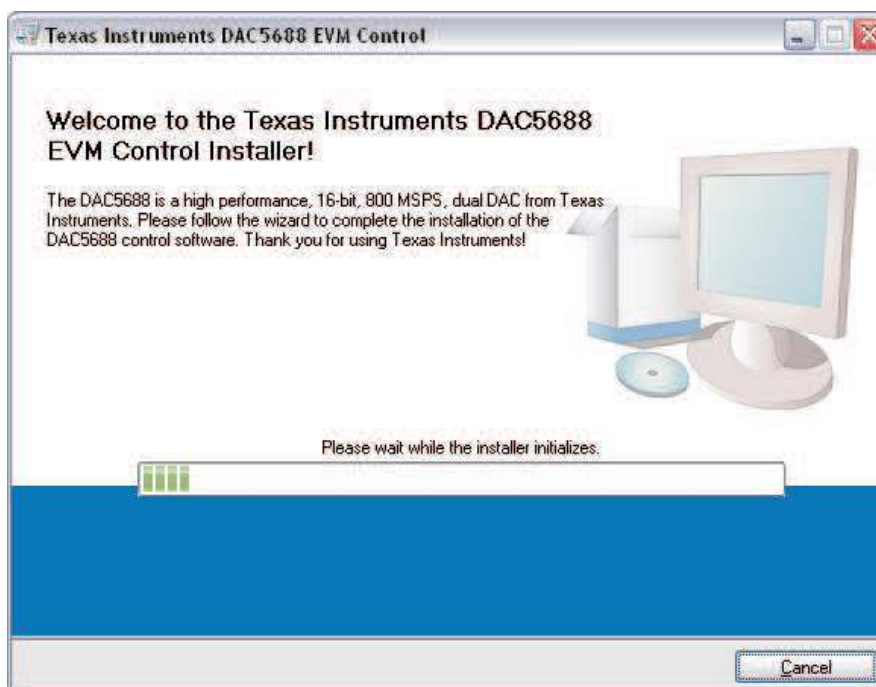 Texas Instruments DAC5688 EVM Control
Welcome to the Texas Instruments DAC5688
EVM Control Installer!
The DAC5688 is a high performance, 16-bit, 800 MSPS, dual DAC from Texas
Instruments. Please follow the wizard to complete the installation of the
DAC5688 control software. Thank you for using Texas Instruments!
Please wait while the installer initializes.
Cancel